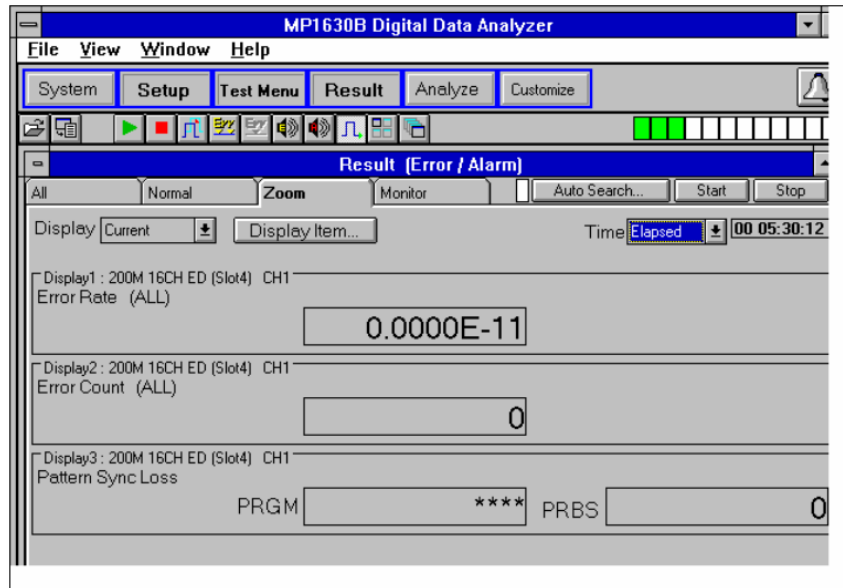 MP1630B Digital Data Analyzer
File View Window Help
System Setup Test Menu Result Analyze Customize
Result (Error / Alarm)
All Normal Zoom Monitor Auto Search... Start Stop
Display Current Display Item... Time Elapsed 00 05:30:12
Display1 : 200M 16CH ED (Slot4) CH1
Error Rate (ALL)
0.0000E-11
Display2 : 200M 16CH ED (Slot4) CH1
Error Count (ALL)
0
Display3 : 200M 16CH ED (Slot4) CH1
Pattern Sync Loss
PRGM **** PRBS 0